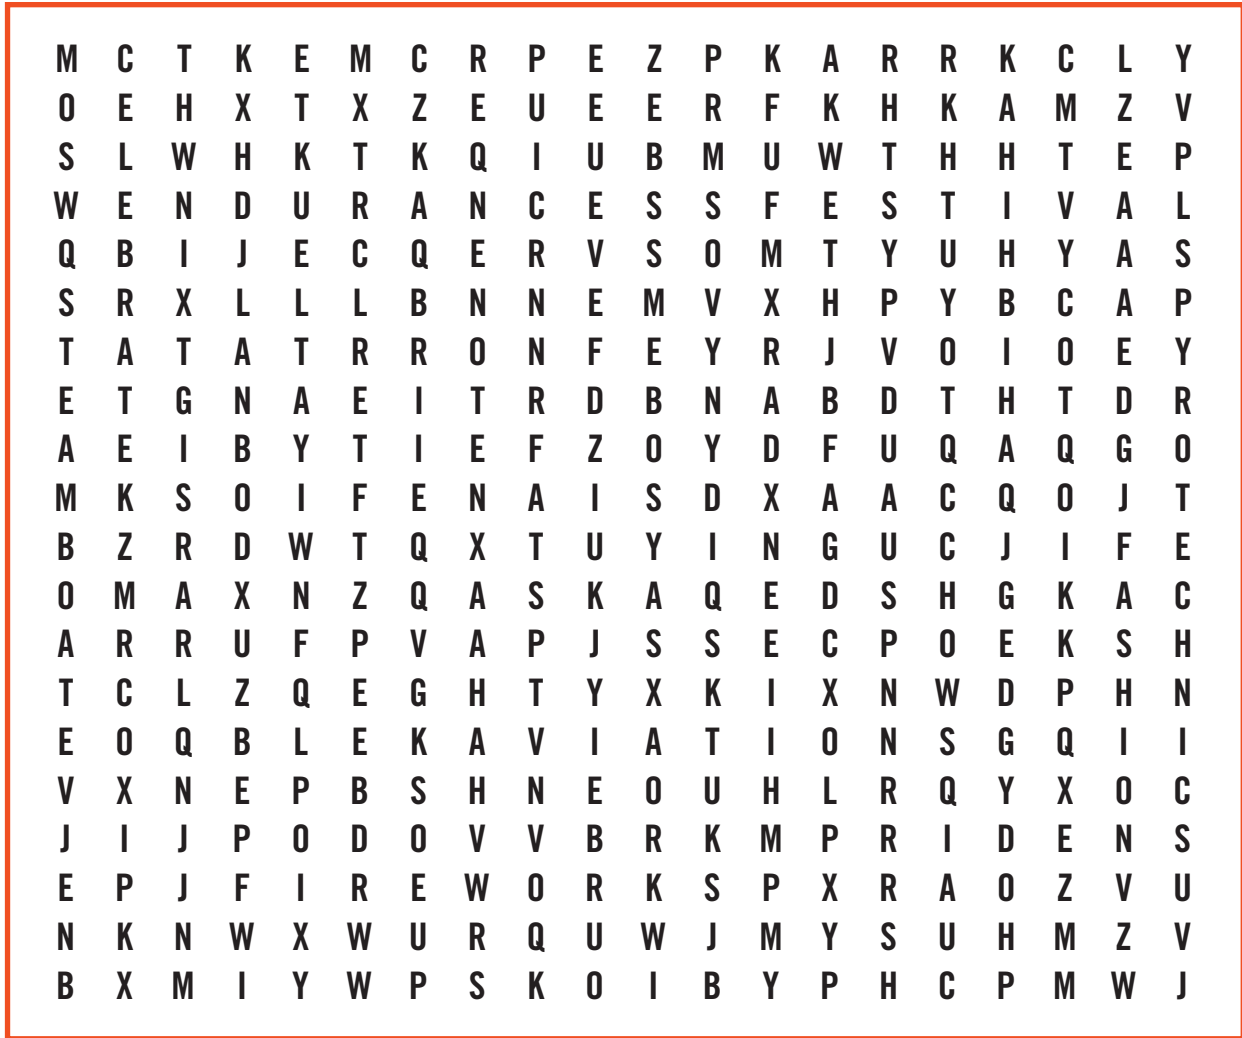 M C T K E M C R P E Z P K A R R K C L Y
O E H X T X Z E U E E R F K H K A M Z V
S L W H K T K Q I U B M U W T H H T E P
W E N D U R A N C E S S F E S T I V A L
Q B I J E C Q E R V S O M T Y U H Y A S
S R X L L L B N N E M V X H P Y B C A P
T A T A T R R O N F E Y R J V O I O E Y
E T G N A E I T R D B N A B D T H T D R
A E I B Y T I E F Z O Y D F U Q A Q G O
M K S O I F E N A I S D X A A C Q O J T
B Z R D W T Q X T U Y I N G U C J I F E
O M A X N Z Q A S K A Q E D S H G K A C
A R R U F P V A P J S S E C P O E K S H
T C L Z Q E G H T Y X K I X N W D P H N
E O Q B L E K A V I A T I O N S G Q I I
V X N E P B S H N E O U H L R Q Y X O C
J I J P O D O V V B R K M P R I D E N S
E P J F I R E W O R K S P X R A O Z V U
N K N W X W U R Q U W J M Y S U H M Z V
B X M I Y W P S K O I B Y P H C P M W J